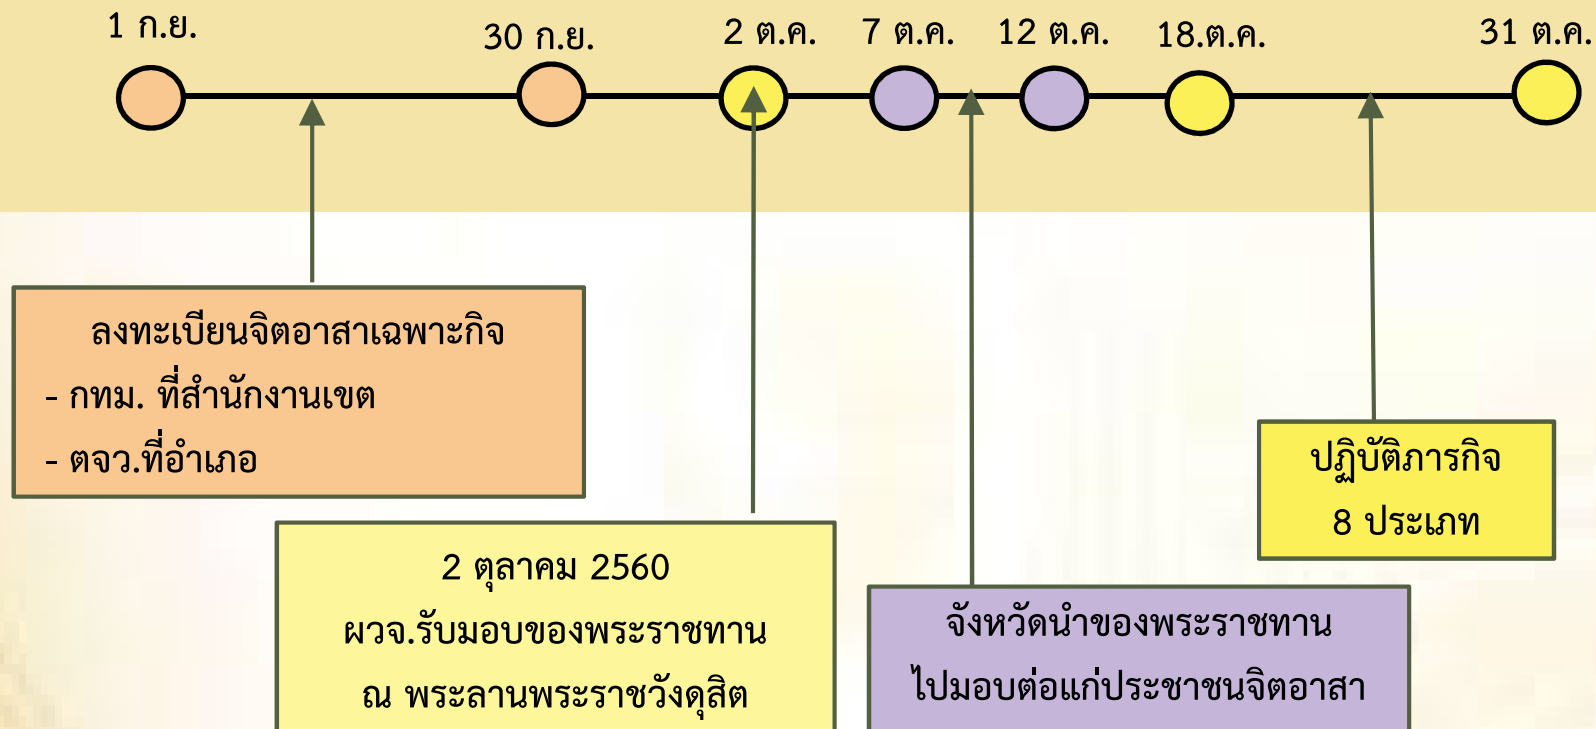 1 ก.ย.
30 ก.ย.
2 ต.ค.
7 ต.ค.
12 ต.ค.
18.ต.ค.
31 ต.ค.
ลงทะเบียนจิตอาสาเฉพาะกิจ
- กทม. ที่สำนักงานเขต
- ตจว.ที่อำเภอ
ปฏิบัติภารกิจ
8 ประเภท
2 ตุลาคม 2560
ผวจ.รับมอบของพระราชทาน
ณ พระลานพระราชวังดุสิต
จังหวัดนำของพระราชทาน
ไปมอบต่อแก่ประชาชนจิตอาสา